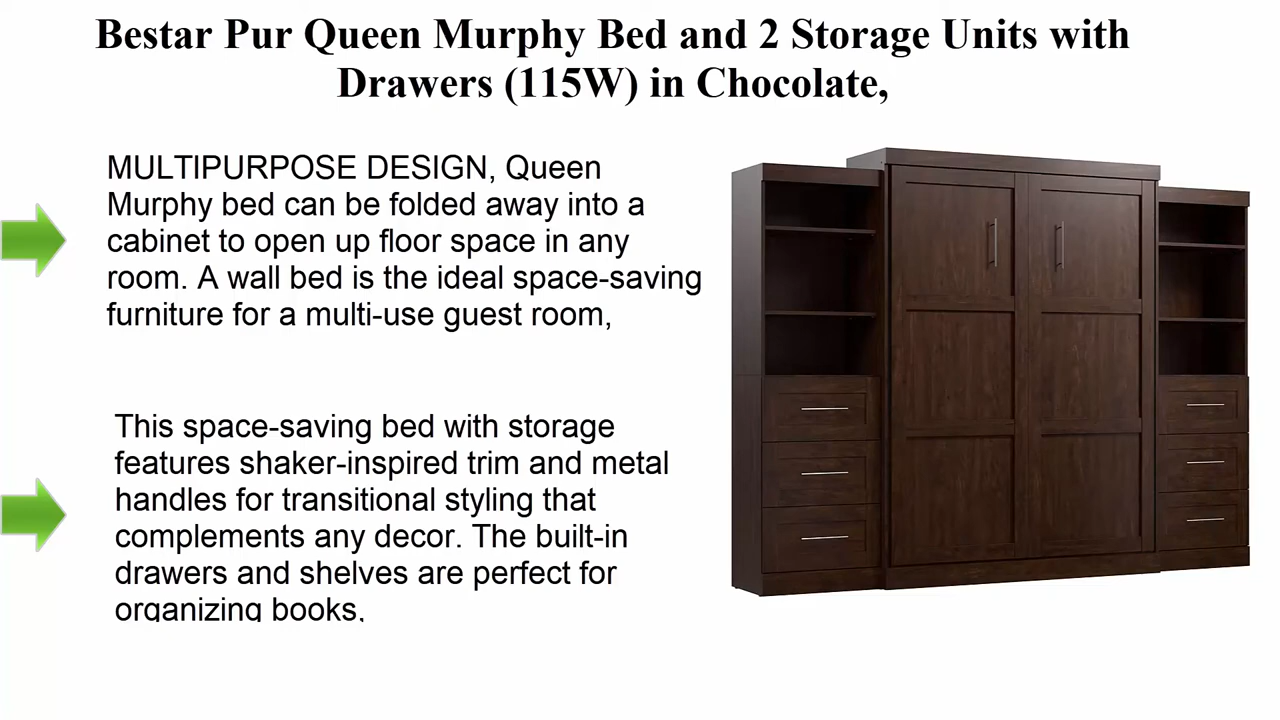 Bestar Pur Queen Murphy Bed and 2 Storage Units with
Drawers (115W) in Chocolate,
MULTIPURPOSE DESIGN, Queen
Murphy bed can be folded away into a
cabinet to open up floor space in any
room. A wall bed is the ideal space-saving
furniture for a multi-use guest room,
This space-saving bed with storage
features shaker-inspired trim and metal
handles for transitional styling that
complements any decor. The built-in
drawers and shelves are perfect for
organizing books,